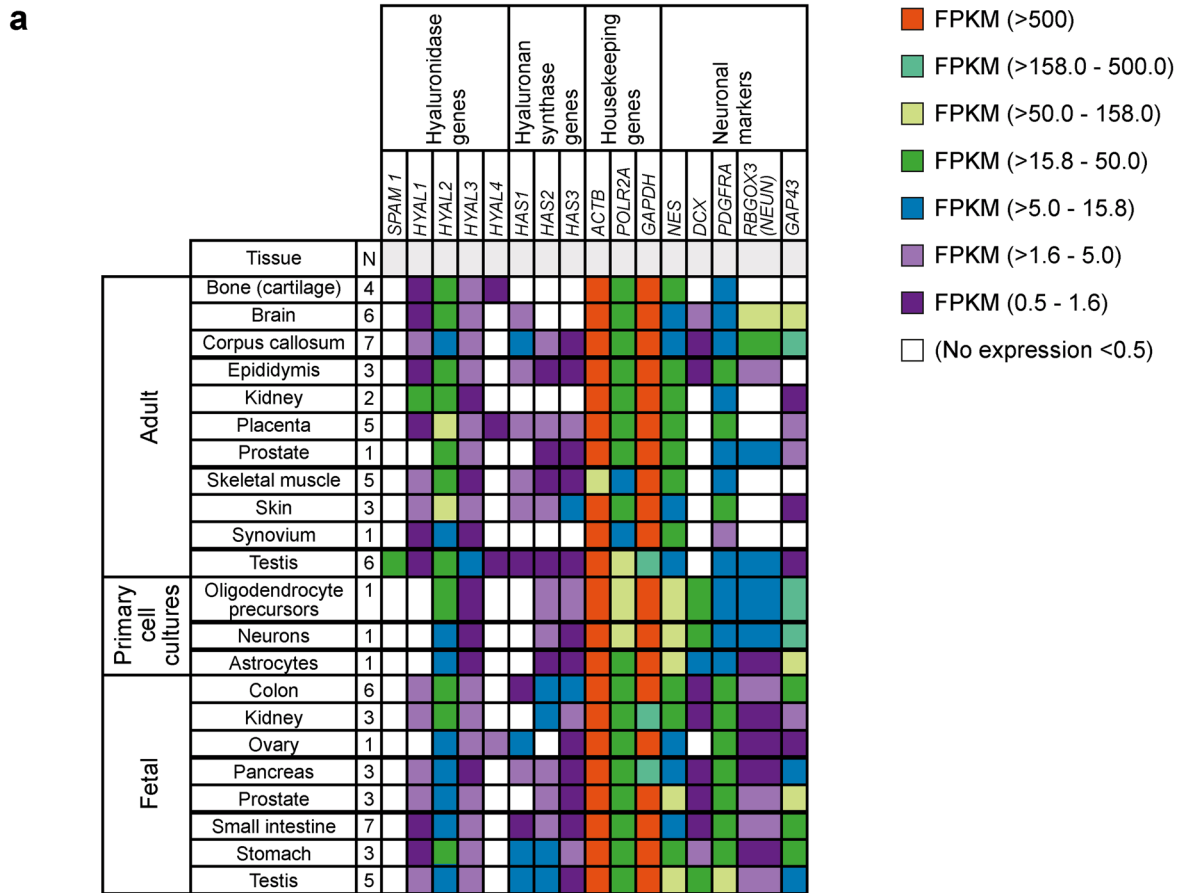 a
Hyaluronidase
genes
Hyaluronan
synthase
genes
Housekeeping
genes
Neuronal
markers
SPAM 1
HYAL1
HYAL2
HYAL3
HYAL4
HAS1
HAS2
HAS3
ACTB
POLR2A
GAPDH
NES
DCX
PDGFRA
RBGOX3
(NEUN)
GAP43
Tissue N
Adult
Bone (cartilage) 4
Brain 6
Corpus callosum 7
Epididymis 3
Kidney 2
Placenta 5
Prostate 1
Skeletal muscle 5
Skin 3
Synovium 1
Testis 6
Primary
cell
cultures
Oligodendrocyte 1
precursors
Neurons 1
Astrocytes 1
Fetal
Colon 6
Kidney 3
Ovary 1
Pancreas 3
Prostate 3
Small intestine 7
Stomach 3
Testis 5
FPKM (>500)
FPKM (>158.0 - 500.0)
FPKM (>50.0 - 158.0)
FPKM (>15.8 - 50.0)
FPKM (>5.0 - 15.8)
FPKM (>1.6 - 5.0)
FPKM (0.5 - 1.6)
(No expression <0.5)